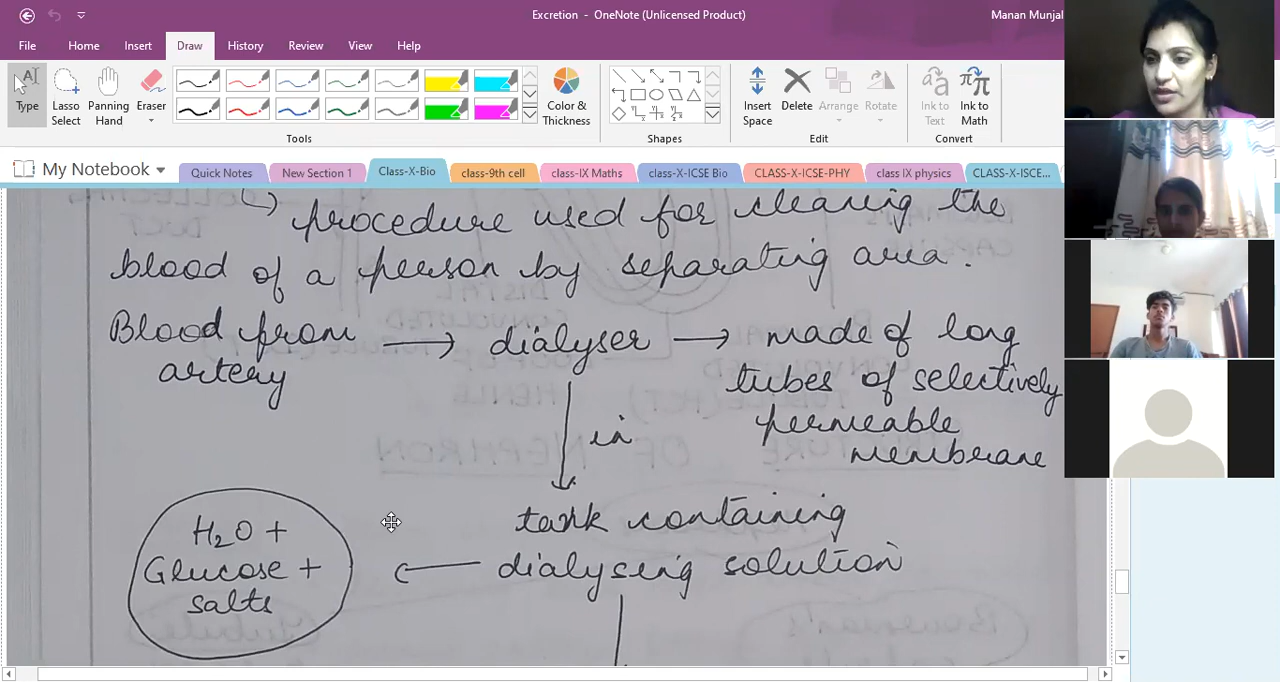 Excretion - OneNote (Unlicensed Product)
Manan Munjal
File Home Insert Draw History Review View Help
Type
Lasso Select
Panning Hand
Eraser
Color & Thickness
Insert Space
Delete
Arrange
Rotate
Ink to Text
Ink to Math
Tools
Shapes
Edit
Convert
My Notebook
Quick Notes
New Section 1
Class-X-Bio
class-9th cell
class-IX Maths
class-X-ICSE Bio
CLASS-X-ICSE-PHY
class IX physics
CLASS-X-ISCE...
procedure used for clearing the
blood of a person by separating area.
Blood from → dialyser → made of long
artery
tubes of selectively
permeable
membrane
in
tank containing
dialysing solution
H₂O +
Glucose +
salts
STRUCTURE OF NEPHRON